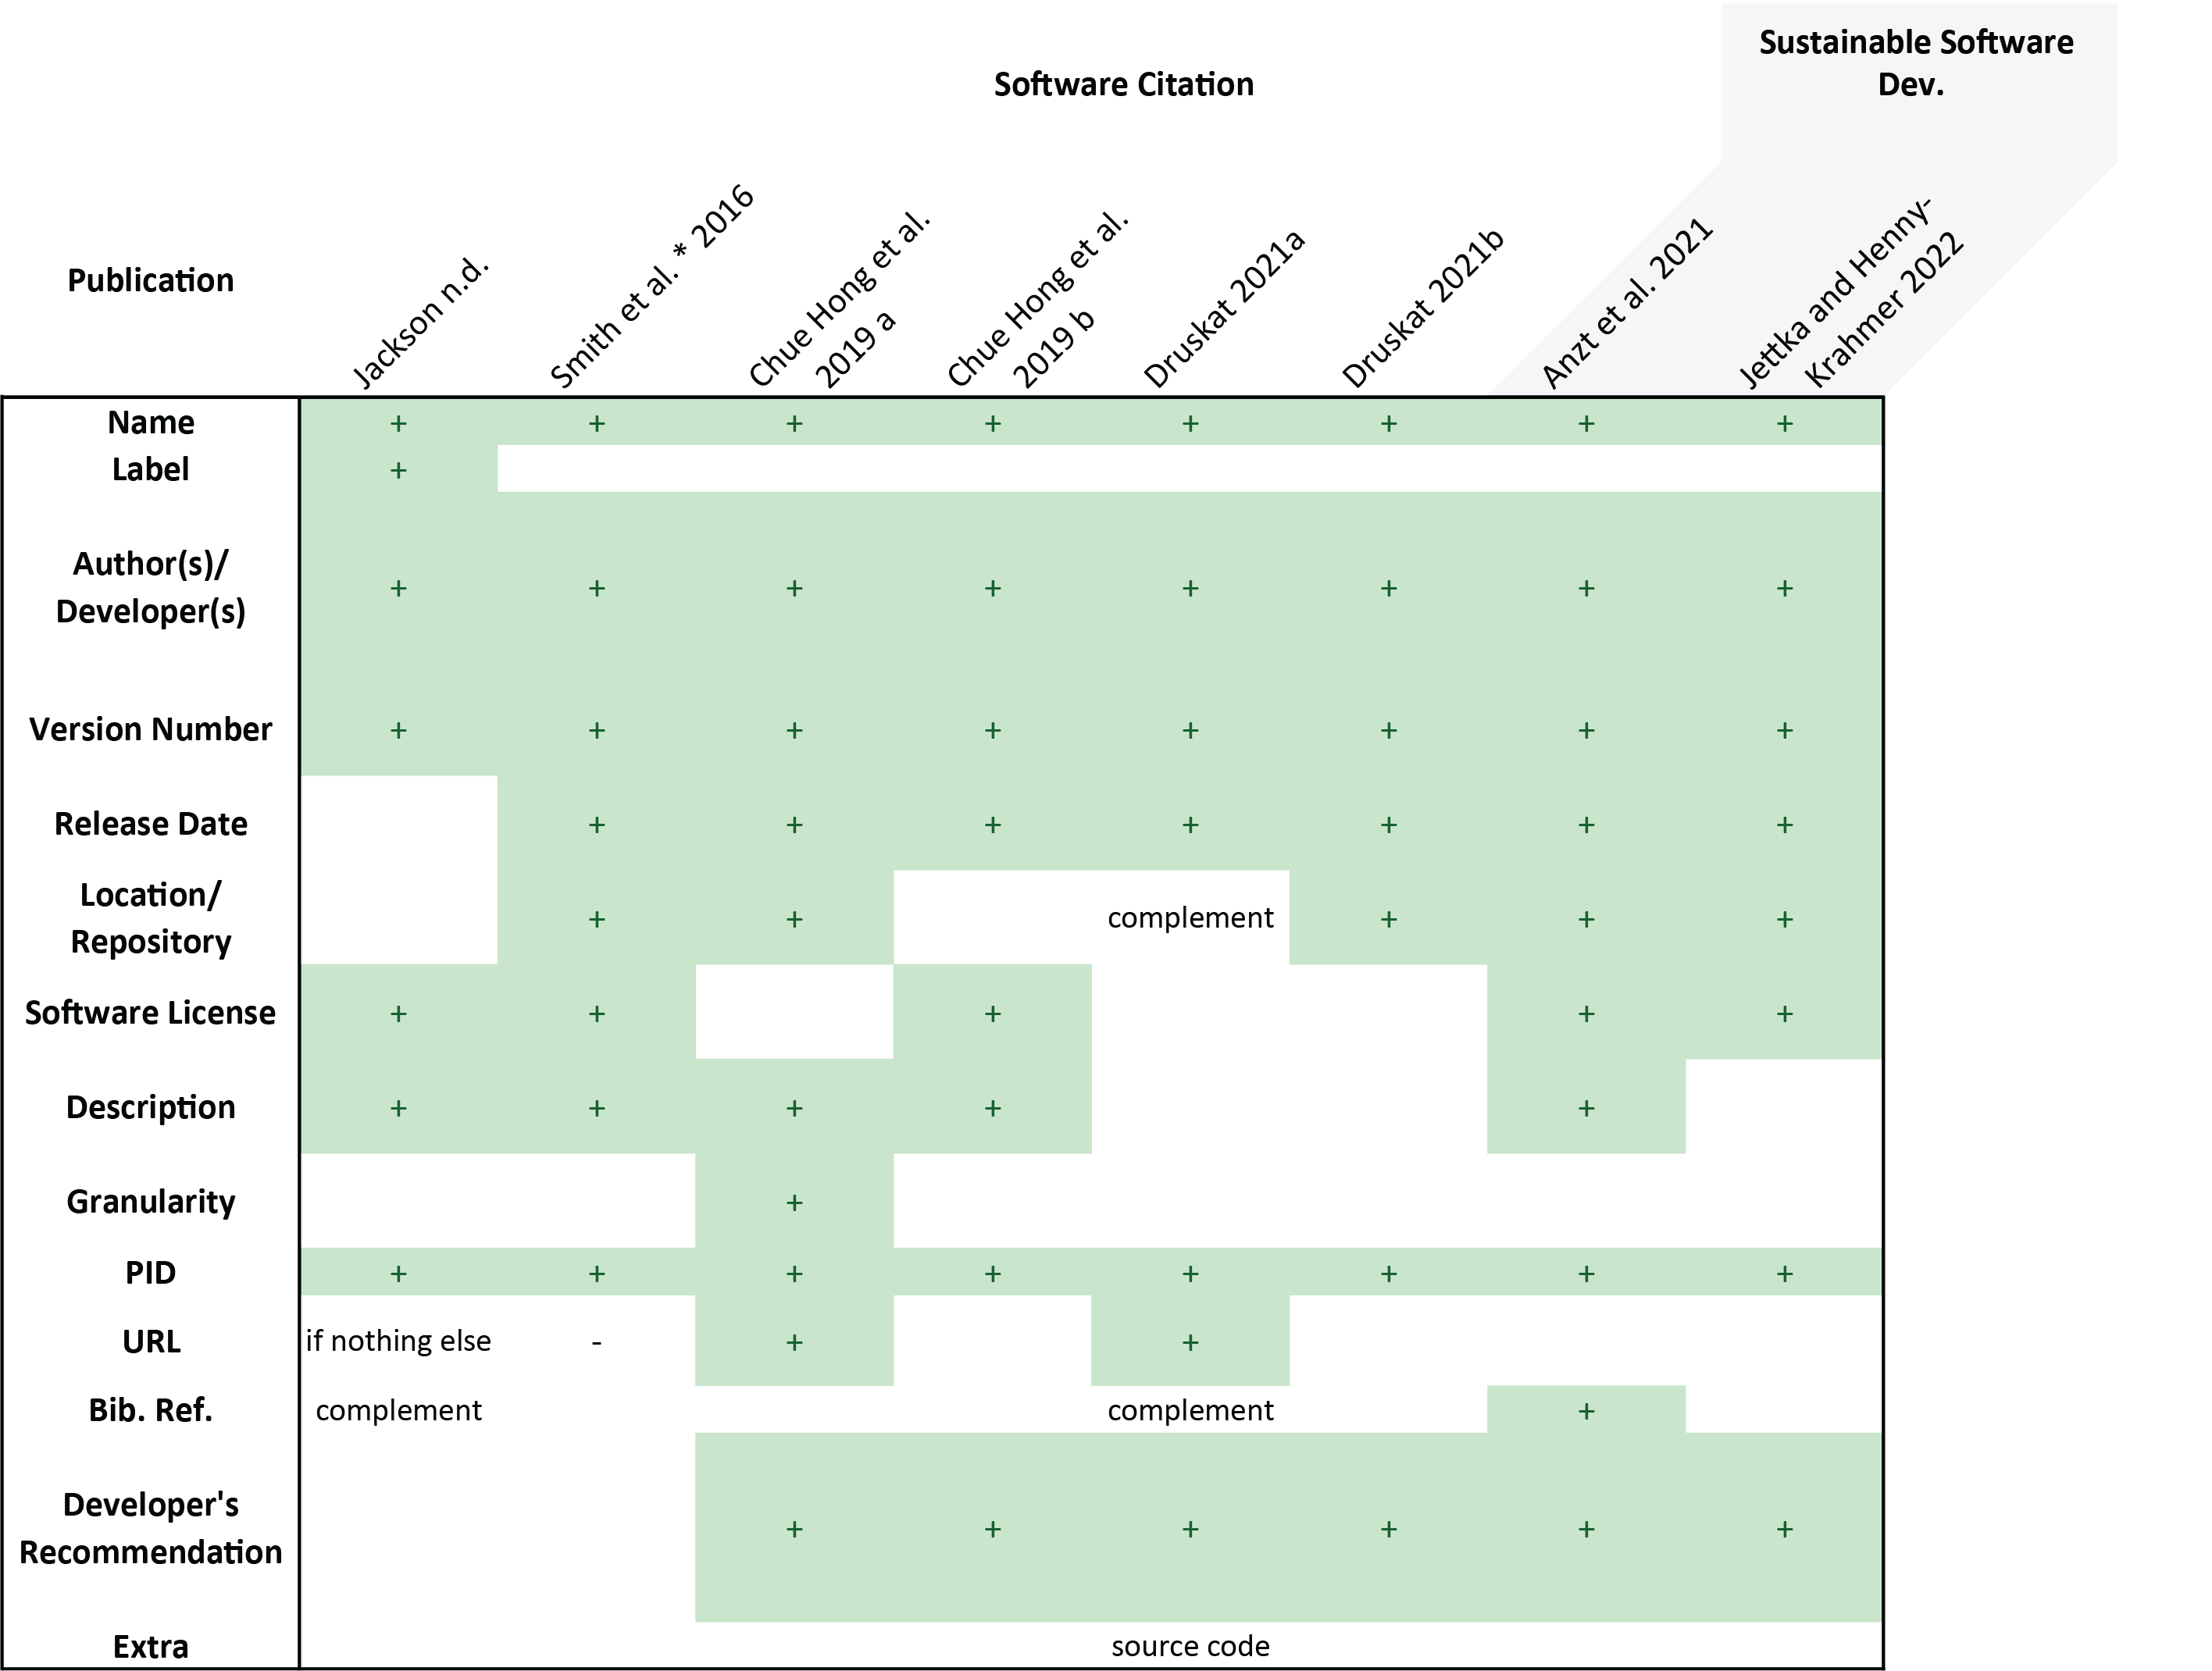 Sustainable Software
Dev.
Software Citation
Publication
Jackson n.d.
Smith et al. * 2016
Chue Hong et al.
2019 a
Chue Hong et al.
2019 b
Druskat 2021a
Druskat 2021b
Anzt et al. 2021
Jettka and Henny-
Krahmer 2022
Name + + + + + + + +
Label +
Author(s)/
Developer(s) + + + + + + + +
Version Number + + + + + + + +
Release Date + + + + + + +
Location/
Repository + + complement + + +
Software License + + + + +
Description + + + + +
Granularity +
PID + + + + + + + +
URL if nothing else - + +
Bib. Ref. complement complement +
Developer's
Recommendation + + + + + +
Extra source code